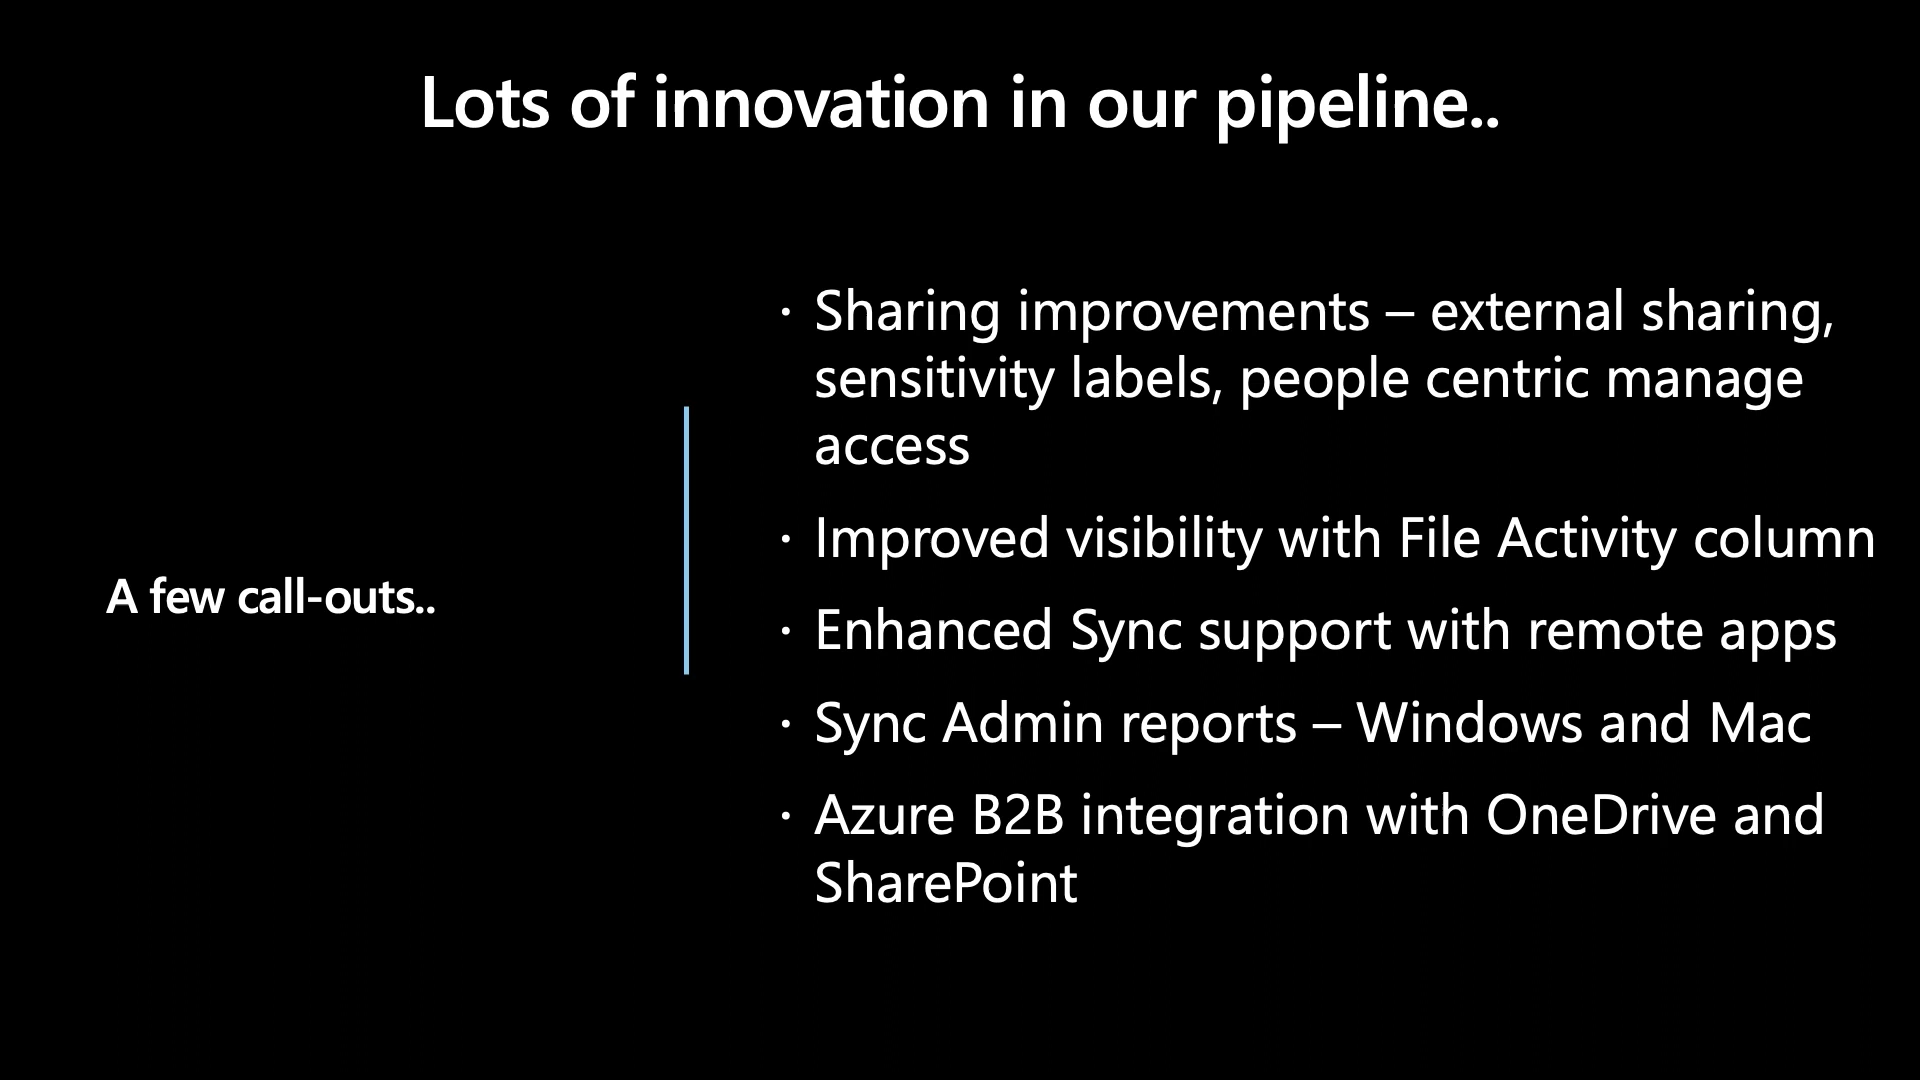 Lots of innovation in our pipeline..
A few call-outs..
· Sharing improvements – external sharing,
sensitivity labels, people centric manage
access
· Improved visibility with File Activity column
· Enhanced Sync support with remote apps
· Sync Admin reports – Windows and Mac
· Azure B2B integration with OneDrive and
SharePoint